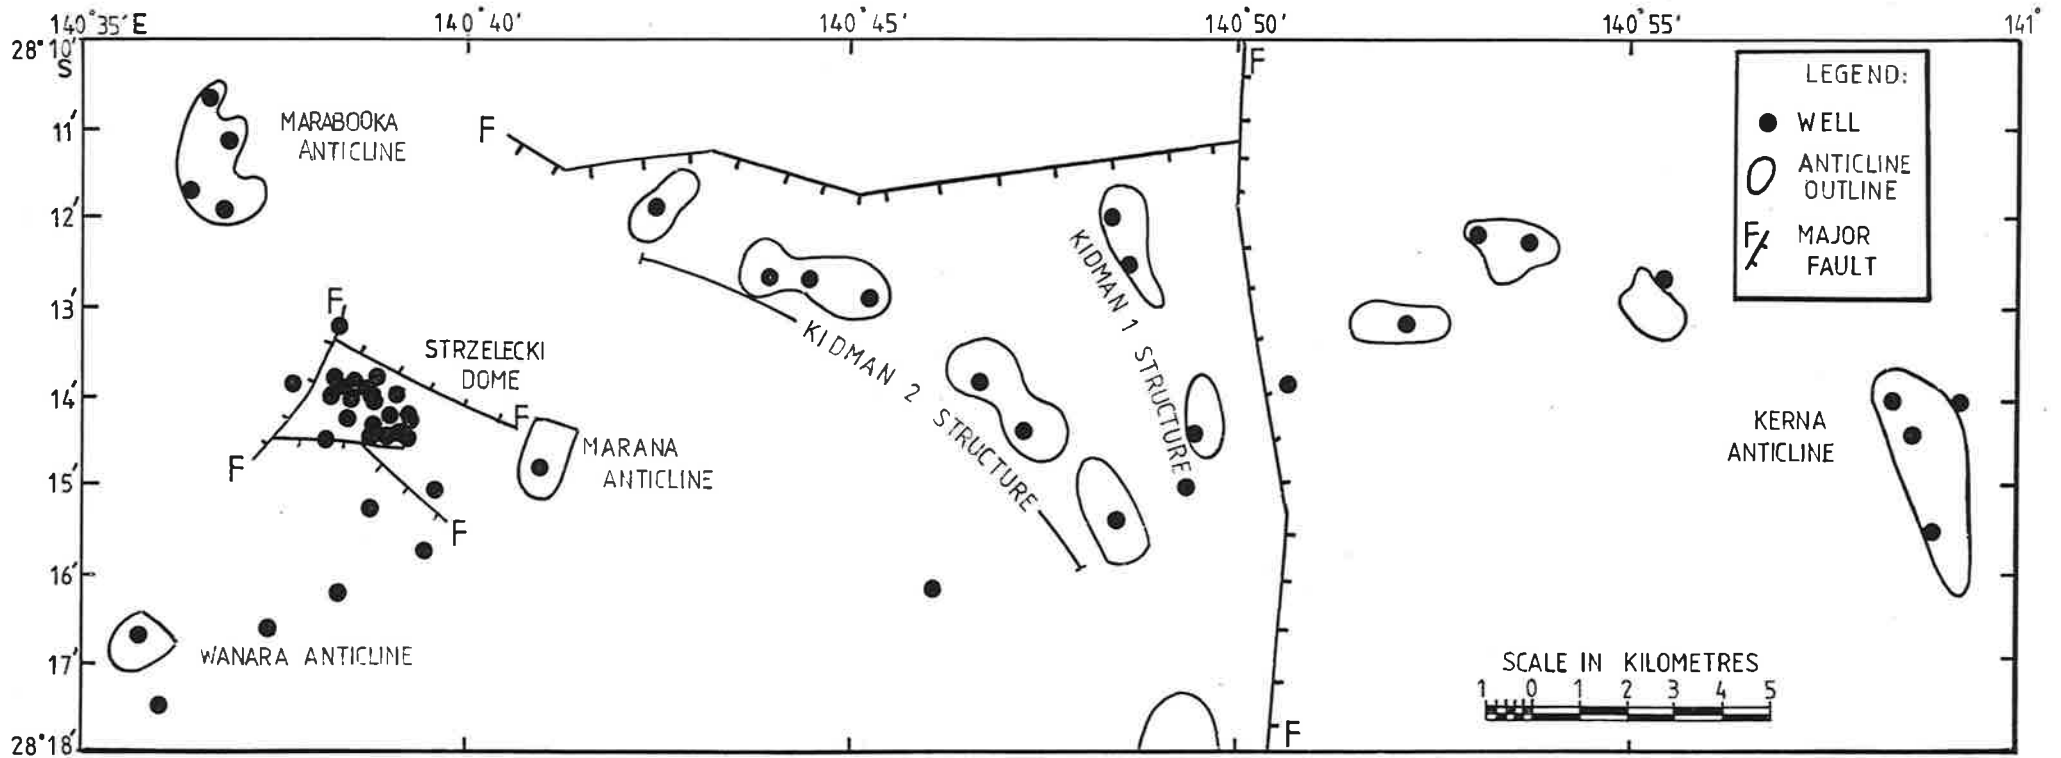 140°35' E
140°40'
140°45'
140°50'
140°55'
141°
28°10'
S
11'
12'
13'
14'
15'
16'
17'
28°18'
MARABOOKA
ANTICLINE
F
F
LEGEND:
WELL
ANTICLINE
OUTLINE
F
MAJOR
FAULT
KIDMAN 1 STRUCTURE
KIDMAN 2 STRUCTURE
F
STRZELECKI
DOME
F
F
F
MARANA
ANTICLINE
KERNA
ANTICLINE
WANARA ANTICLINE
SCALE IN KILOMETRES
1 0 1 2 3 4 5
F